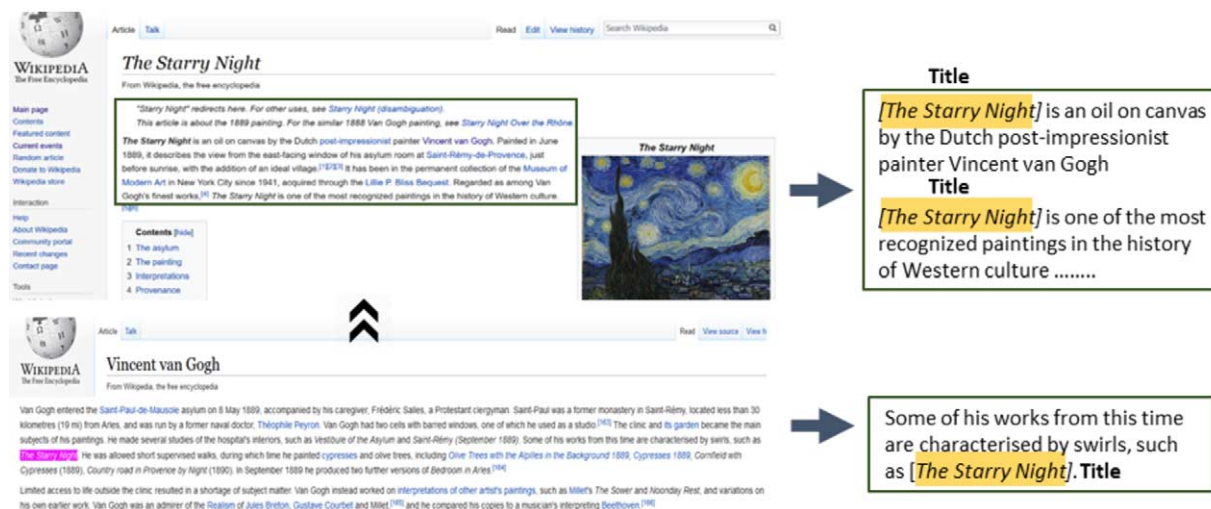 WIKIPEDIA
The Free Encyclopedia
Main page
Contents
Featured content
Current events
Random article
Donate to Wikipedia
Wikipedia store
Interaction
Help
About Wikipedia
Community portal
Recent changes
Contact page
Tools
Article Talk
Read Edit View history Search Wikipedia
The Starry Night
From Wikipedia, the free encyclopedia
"Starry Night" redirects here. For other uses, see Starry Night (disambiguation).
This article is about the 1889 painting. For the similar 1888 Van Gogh painting, see Starry Night Over the Rhône.
The Starry Night is an oil on canvas by the Dutch post-impressionist painter Vincent van Gogh. Painted in June
1889, it describes the view from the east-facing window of his asylum room at Saint-Rémy-de-Provence, just
before sunrise, with the addition of an ideal village.[1][2][3] It has been in the permanent collection of the Museum of
Modern Art in New York City since 1941, acquired through the Lillie P. Bliss Bequest. Regarded as among Van
Gogh's finest works,[4] The Starry Night is one of the most recognized paintings in the history of Western culture.
[5][6]
Contents [hide]
1 The asylum
2 The painting
3 Interpretations
4 Provenance
The Starry Night
Title
[The Starry Night] is an oil on canvas
by the Dutch post-impressionist
painter Vincent van Gogh
Title
[The Starry Night] is one of the most
recognized paintings in the history
of Western culture ........
WIKIPEDIA
The Free Encyclopedia
Article Talk
Read View source View h
Vincent van Gogh
From Wikipedia, the free encyclopedia
Van Gogh entered the Saint-Paul-de-Mausole asylum on 8 May 1889, accompanied by his caregiver, Frédéric Salles, a Protestant clergyman. Saint-Paul was a former monastery in Saint-Rémy, located less than 30
kilometres (19 mi) from Arles, and was run by a former naval doctor, Théophile Peyron. Van Gogh had two cells with barred windows, one of which he used as a studio.[163] The clinic and its garden became the main
subjects of his paintings. He made several studies of the hospital's interiors, such as Vestibule of the Asylum and Saint-Rémy (September 1889). Some of his works from this time are characterised by swirls, such as
The Starry Night. He was allowed short supervised walks, during which time he painted cypresses and olive trees, including Olive Trees with the Alpilles in the Background 1889, Cypresses 1889, Cornfield with
Cypresses (1889), Country road in Provence by Night (1890). In September 1889 he produced two further versions of Bedroom in Arles.[164]
Limited access to life outside the clinic resulted in a shortage of subject matter. Van Gogh instead worked on interpretations of other artist's paintings, such as Millet's The Sower and Noonday Rest, and variations on
his own earlier work. Van Gogh was an admirer of the Realism of Jules Breton, Gustave Courbet and Millet,[165] and he compared his copies to a musician's interpreting Beethoven.[166]
Some of his works from this time
are characterised by swirls, such
as [The Starry Night]. Title